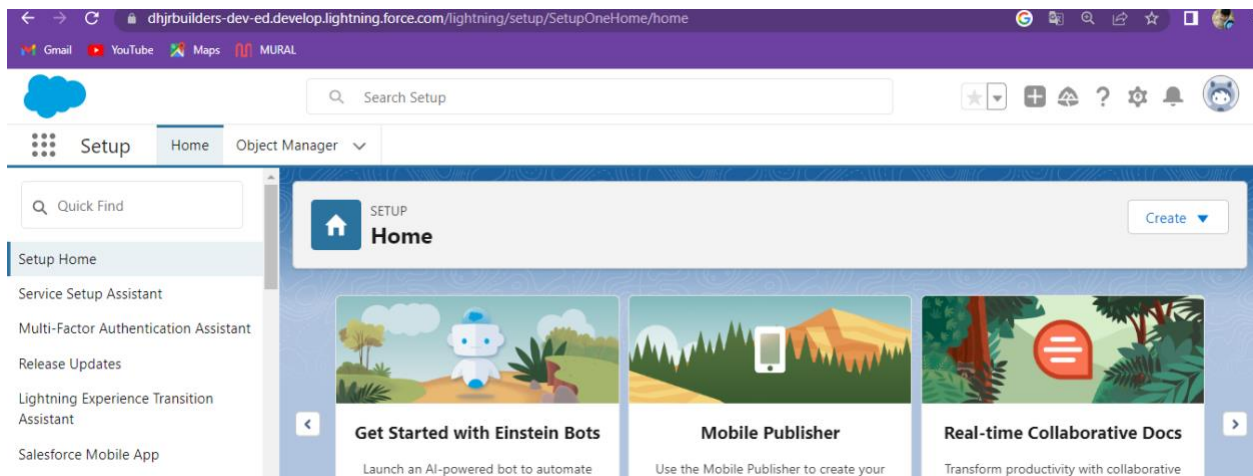 dhjrbuilders-dev-ed.develop.lightning.force.com/lightning/setup/SetupOneHome/home
Gmail YouTube Maps MURAL
Search Setup
Setup Home Object Manager
Quick Find
SETUP
Home
Create
Setup Home
Service Setup Assistant
Multi-Factor Authentication Assistant
Release Updates
Lightning Experience Transition
Assistant
Salesforce Mobile App
Get Started with Einstein Bots
Launch an AI-powered bot to automate
Mobile Publisher
Use the Mobile Publisher to create your
Real-time Collaborative Docs
Transform productivity with collaborative